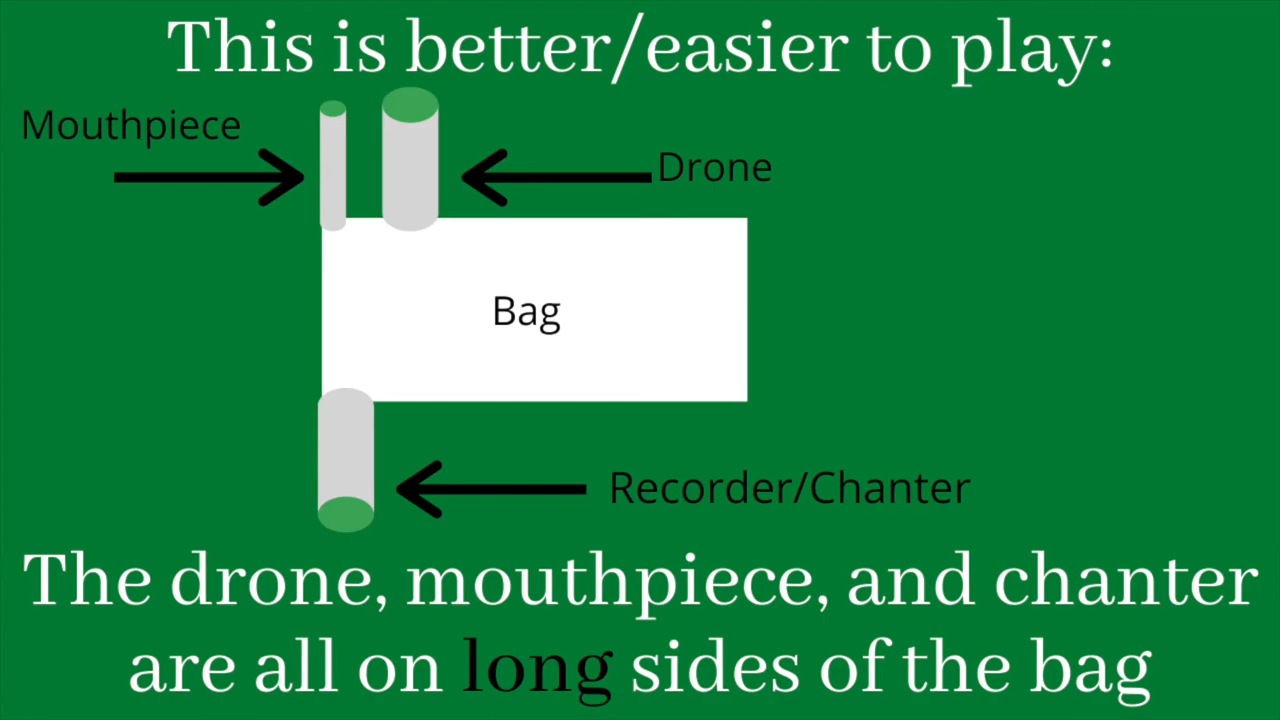 This is better/easier to play:
Mouthpiece
Drone
Bag
Recorder/Chanter
The drone, mouthpiece, and chanter
are all on long sides of the bag